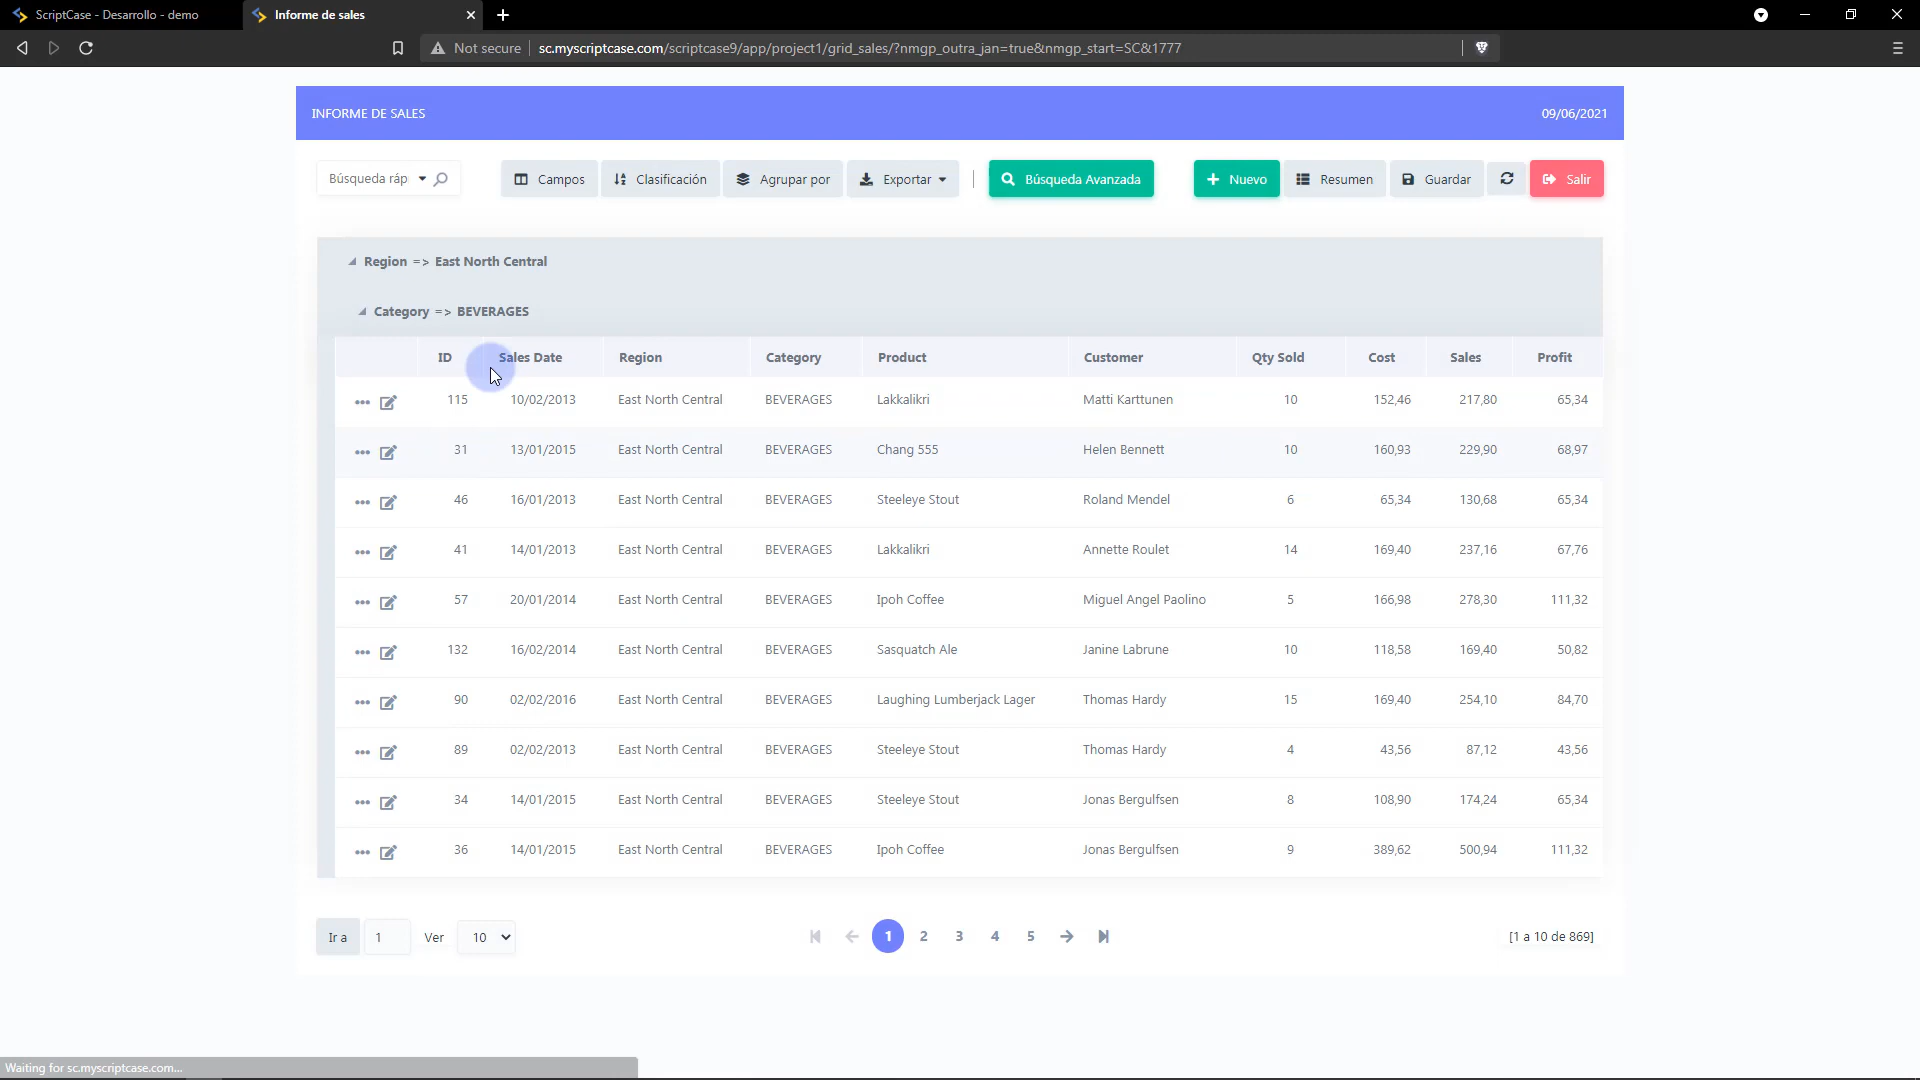 ScriptCase - Desarrollo - demo
Informe de sales
Not secure sc.myscriptcase.com/scriptcase9/app/project1/grid_sales/?nmgp_outra_jan=true&nmgp_start=SC&1777
INFORME DE SALES 09/06/2021
Búsqueda ráp Campos Clasificación Agrupar por Exportar Búsqueda Avanzada Nuevo Resumen Guardar Salir
Region => East North Central
Category => BEVERAGES
ID Sales Date Region Category Product Customer Qty Sold Cost Sales Profit
115 10/02/2013 East North Central BEVERAGES Lakkalikri Matti Karttunen 10 152,46 217,80 65,34
31 13/01/2015 East North Central BEVERAGES Chang 555 Helen Bennett 10 160,93 229,90 68,97
46 16/01/2013 East North Central BEVERAGES Steeleye Stout Roland Mendel 6 65,34 130,68 65,34
41 14/01/2013 East North Central BEVERAGES Lakkalikri Annette Roulet 14 169,40 237,16 67,76
57 20/01/2014 East North Central BEVERAGES Ipoh Coffee Miguel Angel Paolino 5 166,98 278,30 111,32
132 16/02/2014 East North Central BEVERAGES Sasquatch Ale Janine Labrune 10 118,58 169,40 50,82
90 02/02/2016 East North Central BEVERAGES Laughing Lumberjack Lager Thomas Hardy 15 169,40 254,10 84,70
89 02/02/2013 East North Central BEVERAGES Steeleye Stout Thomas Hardy 4 43,56 87,12 43,56
34 14/01/2015 East North Central BEVERAGES Steeleye Stout Jonas Bergulfsen 8 108,90 174,24 65,34
36 14/01/2015 East North Central BEVERAGES Ipoh Coffee Jonas Bergulfsen 9 389,62 500,94 111,32
Ir a 1 Ver 10 1 2 3 4 5 [1 a 10 de 869]
Waiting for sc.myscriptcase.com...